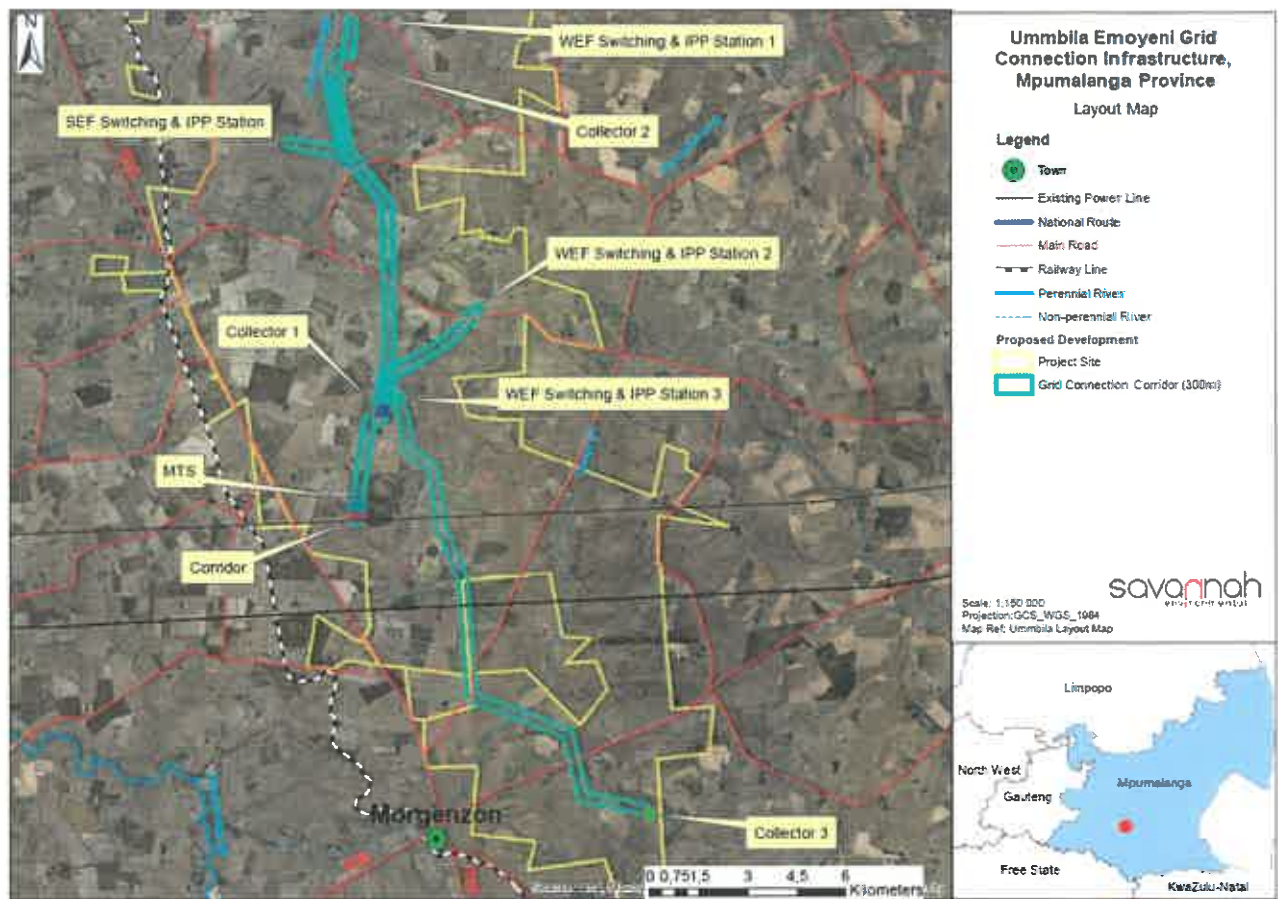 N
WEF Switching & IPP Station 1
SEF Switching & IPP Station
Collector 2
WEF Switching & IPP Station 2
Collector 1
WEF Switching & IPP Station 3
MTS
Corridor
Morgenzon
Collector 3
0 0,75 1,5 3 4,5 6
Kilometers
Ummbila Emoyeni Grid
Connection Infrastructure,
Mpumalanga Province
Layout Map
Legend
Town
Existing Power Line
National Route
Main Road
Railway Line
Perennial River
Non-perennial River
Proposed Development
Project Site
Grid Connection Corridor (300m)
savannah
environmental
Scale: 1:150 000
Projection:GCS_WGS_1984
Map Ref: Ummbila Layout Map
Limpopo
North West
Gauteng
Mpumalanga
Free State
KwaZulu-Natal